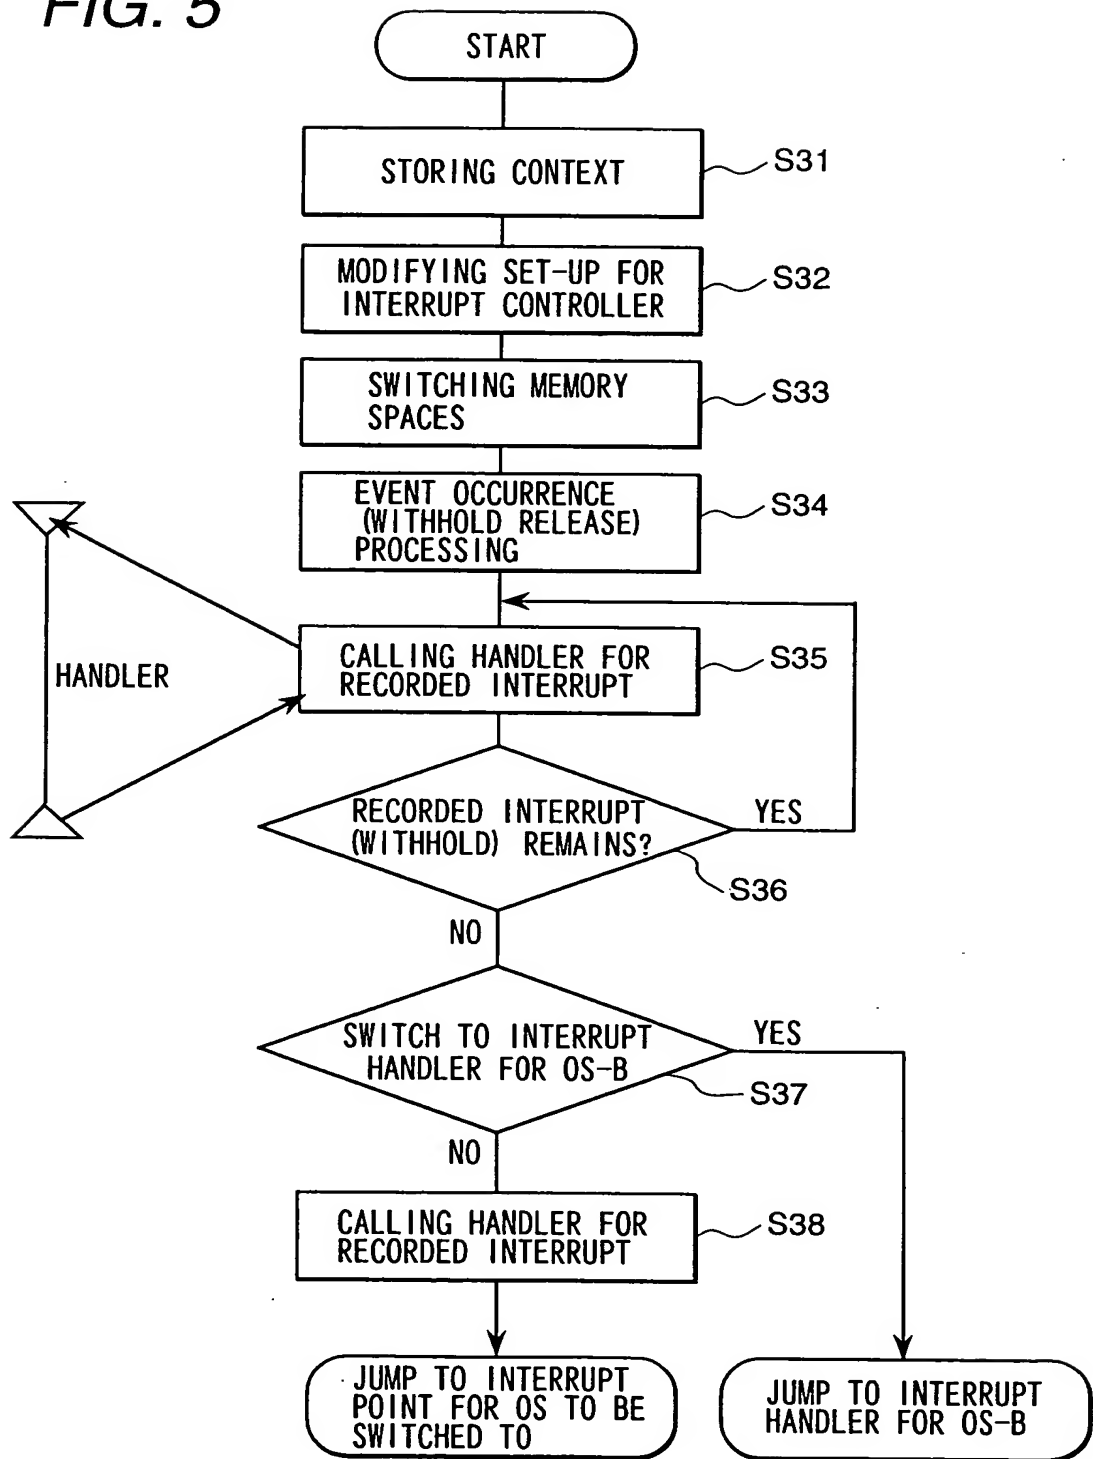 FIG. 5
START
STORING CONTEXT
S31
MODIFYING SET-UP FOR
INTERRUPT CONTROLLER
S32
SWITCHING MEMORY
SPACES
S33
EVENT OCCURRENCE
(WITHHOLD RELEASE)
PROCESSING
S34
HANDLER
CALLING HANDLER FOR
RECORDED INTERRUPT
S35
RECORDED INTERRUPT
(WITHHOLD) REMAINS?
YES
S36
NO
SWITCH TO INTERRUPT
HANDLER FOR OS-B
YES
S37
NO
CALLING HANDLER FOR
RECORDED INTERRUPT
S38
JUMP TO INTERRUPT
POINT FOR OS TO BE
SWITCHED TO
JUMP TO INTERRUPT
HANDLER FOR OS-B